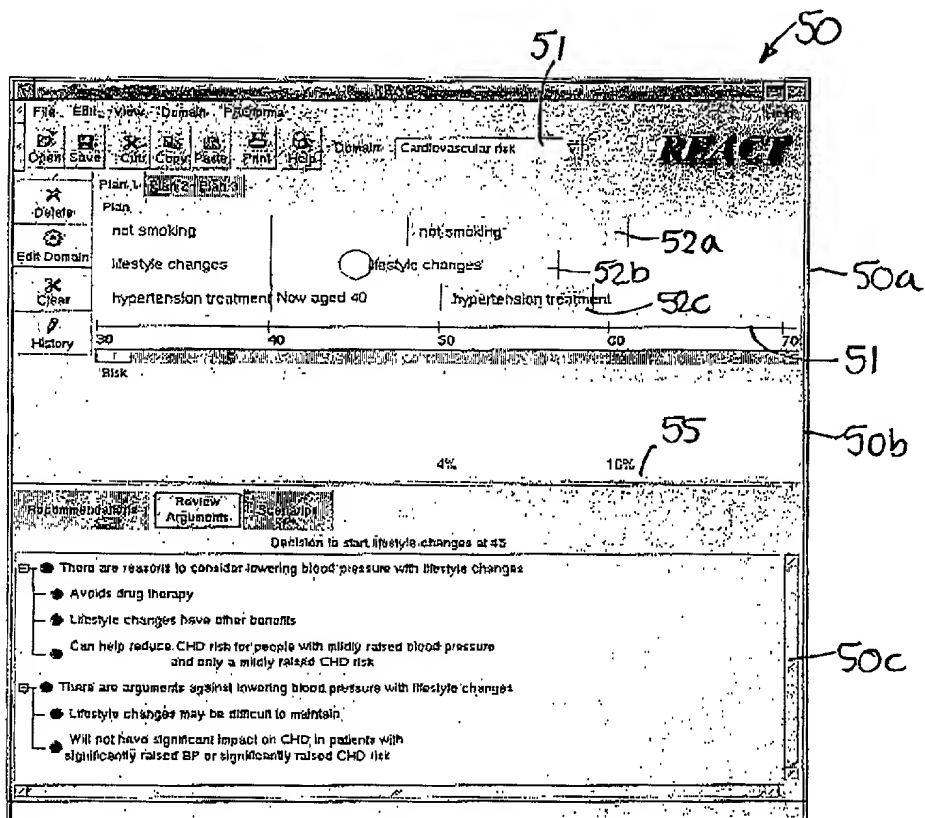 50
51
File Edit View Domain PROforma Help
Open Save Cut Copy Paste Print Help Domain Cardiovascular risk REACT
Plan 1 Plan 2 Plan 3
Delete Plan
not smoking not smoking 52a
Edit Domain lifestyle changes lifestyle changes 52b 50a
Clear hypertension treatment Now aged 40 hypertension treatment 52c
History 30 40 50 60 70
51
Risk
50b
55
4% 10%
Recommendations Review Arguments Scenarios
Decision to start lifestyle changes at 45
There are reasons to consider lowering blood pressure with lifestyle changes
Avoids drug therapy
Lifestyle changes have other benefits
Can help reduce CHD risk for people with mildly raised blood pressure
and only a mildly raised CHD risk
50c
There are arguments against lowering blood pressure with lifestyle changes
Lifestyle changes may be difficult to maintain
Will not have significant impact on CHD in patients with
significantly raised BP or significantly raised CHD risk